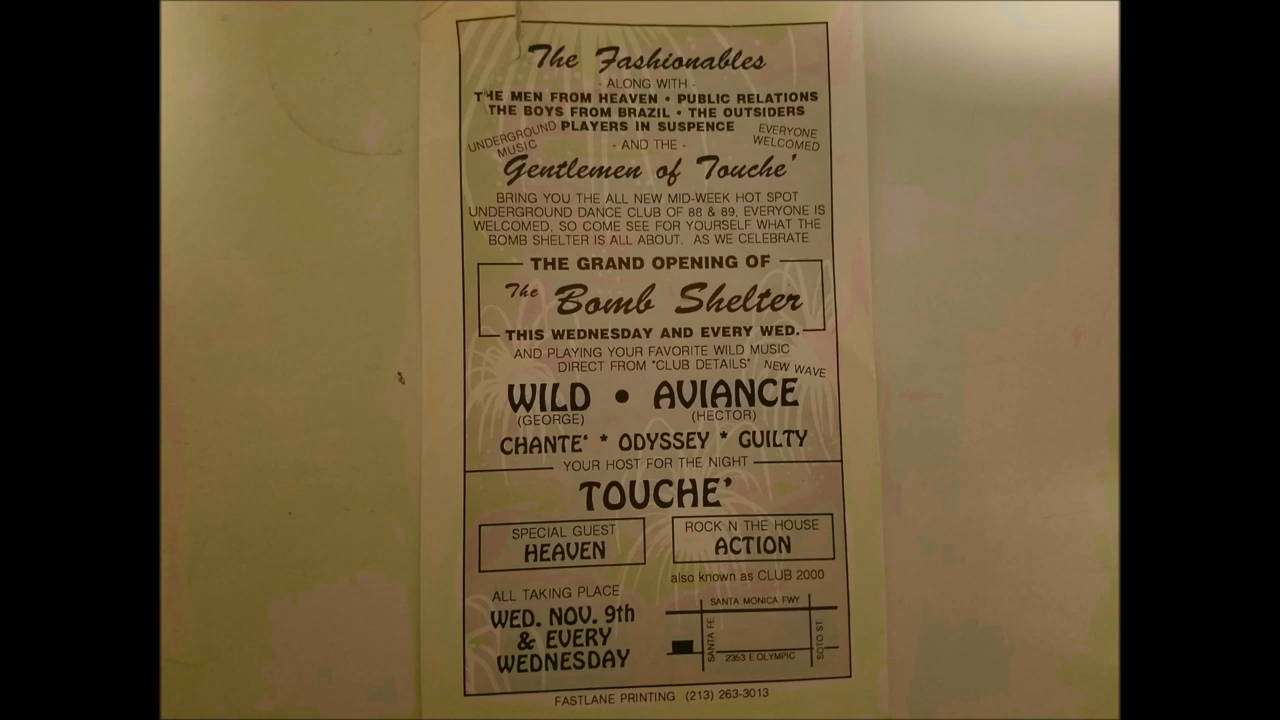 The Fashionables
- ALONG WITH -
THE MEN FROM HEAVEN • PUBLIC RELATIONS
THE BOYS FROM BRAZIL • THE OUTSIDERS
PLAYERS IN SUSPENCE
UNDERGROUND MUSIC
EVERYONE WELCOMED
- AND THE -
Gentlemen of Touche'
BRING YOU THE ALL NEW MID-WEEK HOT SPOT
UNDERGROUND DANCE CLUB OF 88 & 89, EVERYONE IS
WELCOMED, SO COME SEE FOR YOURSELF WHAT THE
BOMB SHELTER IS ALL ABOUT. AS WE CELEBRATE
THE GRAND OPENING OF
The Bomb Shelter
THIS WEDNESDAY AND EVERY WED.
AND PLAYING YOUR FAVORITE WILD MUSIC
DIRECT FROM "CLUB DETAILS" NEW WAVE
WILD • AVIANCE
(GEORGE) (HECTOR)
CHANTE' * ODYSSEY * GUILTY
YOUR HOST FOR THE NIGHT
TOUCHE'
SPECIAL GUEST
HEAVEN
ROCK N THE HOUSE
ACTION
also known as CLUB 2000
ALL TAKING PLACE
WED. NOV. 9th
& EVERY
WEDNESDAY
SANTA MONICA FWY
SANTA FE
SOTO ST.
2353 E.OLYMPIC
FASTLANE PRINTING (213) 263-3013